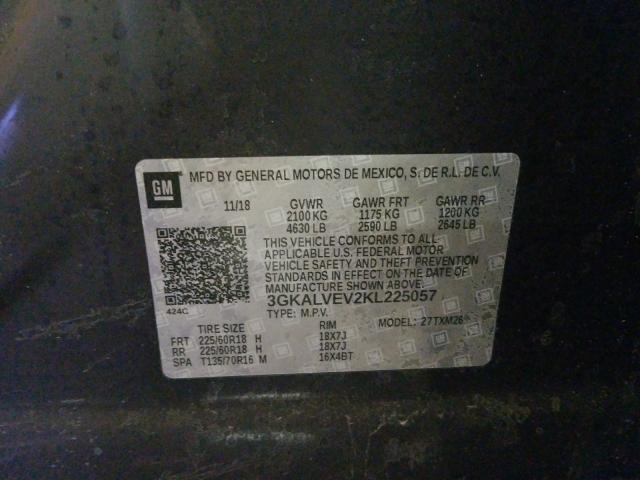 GM
MFD BY GENERAL MOTORS DE MEXICO, S. DE R.L. DE C.V.
11/18 GVWR GAWR FRT GAWR RR
2100 KG 1175 KG 1200 KG
4630 LB 2590 LB 2645 LB
THIS VEHICLE CONFORMS TO ALL
APPLICABLE U.S. FEDERAL MOTOR
VEHICLE SAFETY AND THEFT PREVENTION
STANDARDS IN EFFECT ON THE DATE OF
MANUFACTURE SHOWN ABOVE.
424C
3GKALVEV2KL225057
TYPE: M.P.V. MODEL: 27TXM26
TIRE SIZE RIM
FRT 225/60R18 H 18X7J
RR 225/60R18 H 18X7J
SPA T135/70R16 M 16X4BT